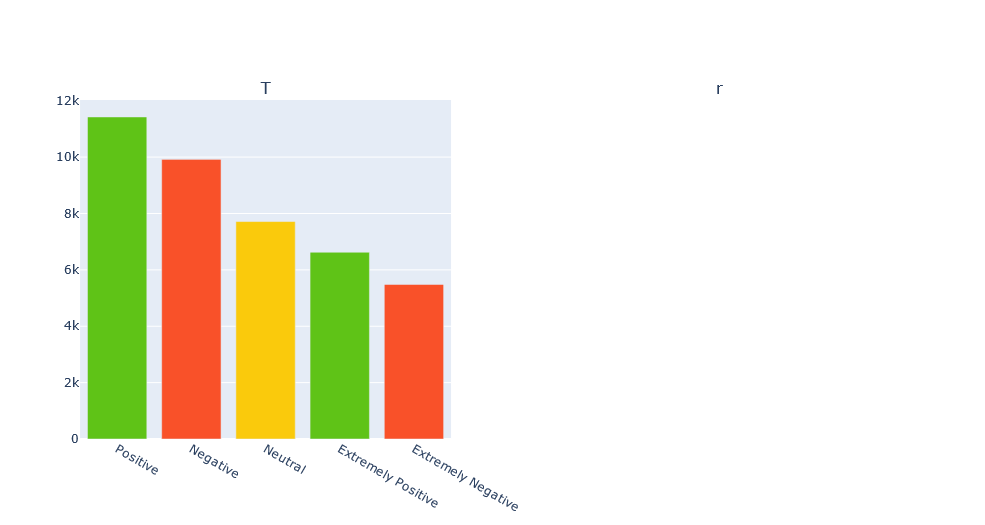 T
r
12k
10k
8k
6k
4k
2k
0
Positive
Negative
Neutral
Extremely Positive
Extremely Negative